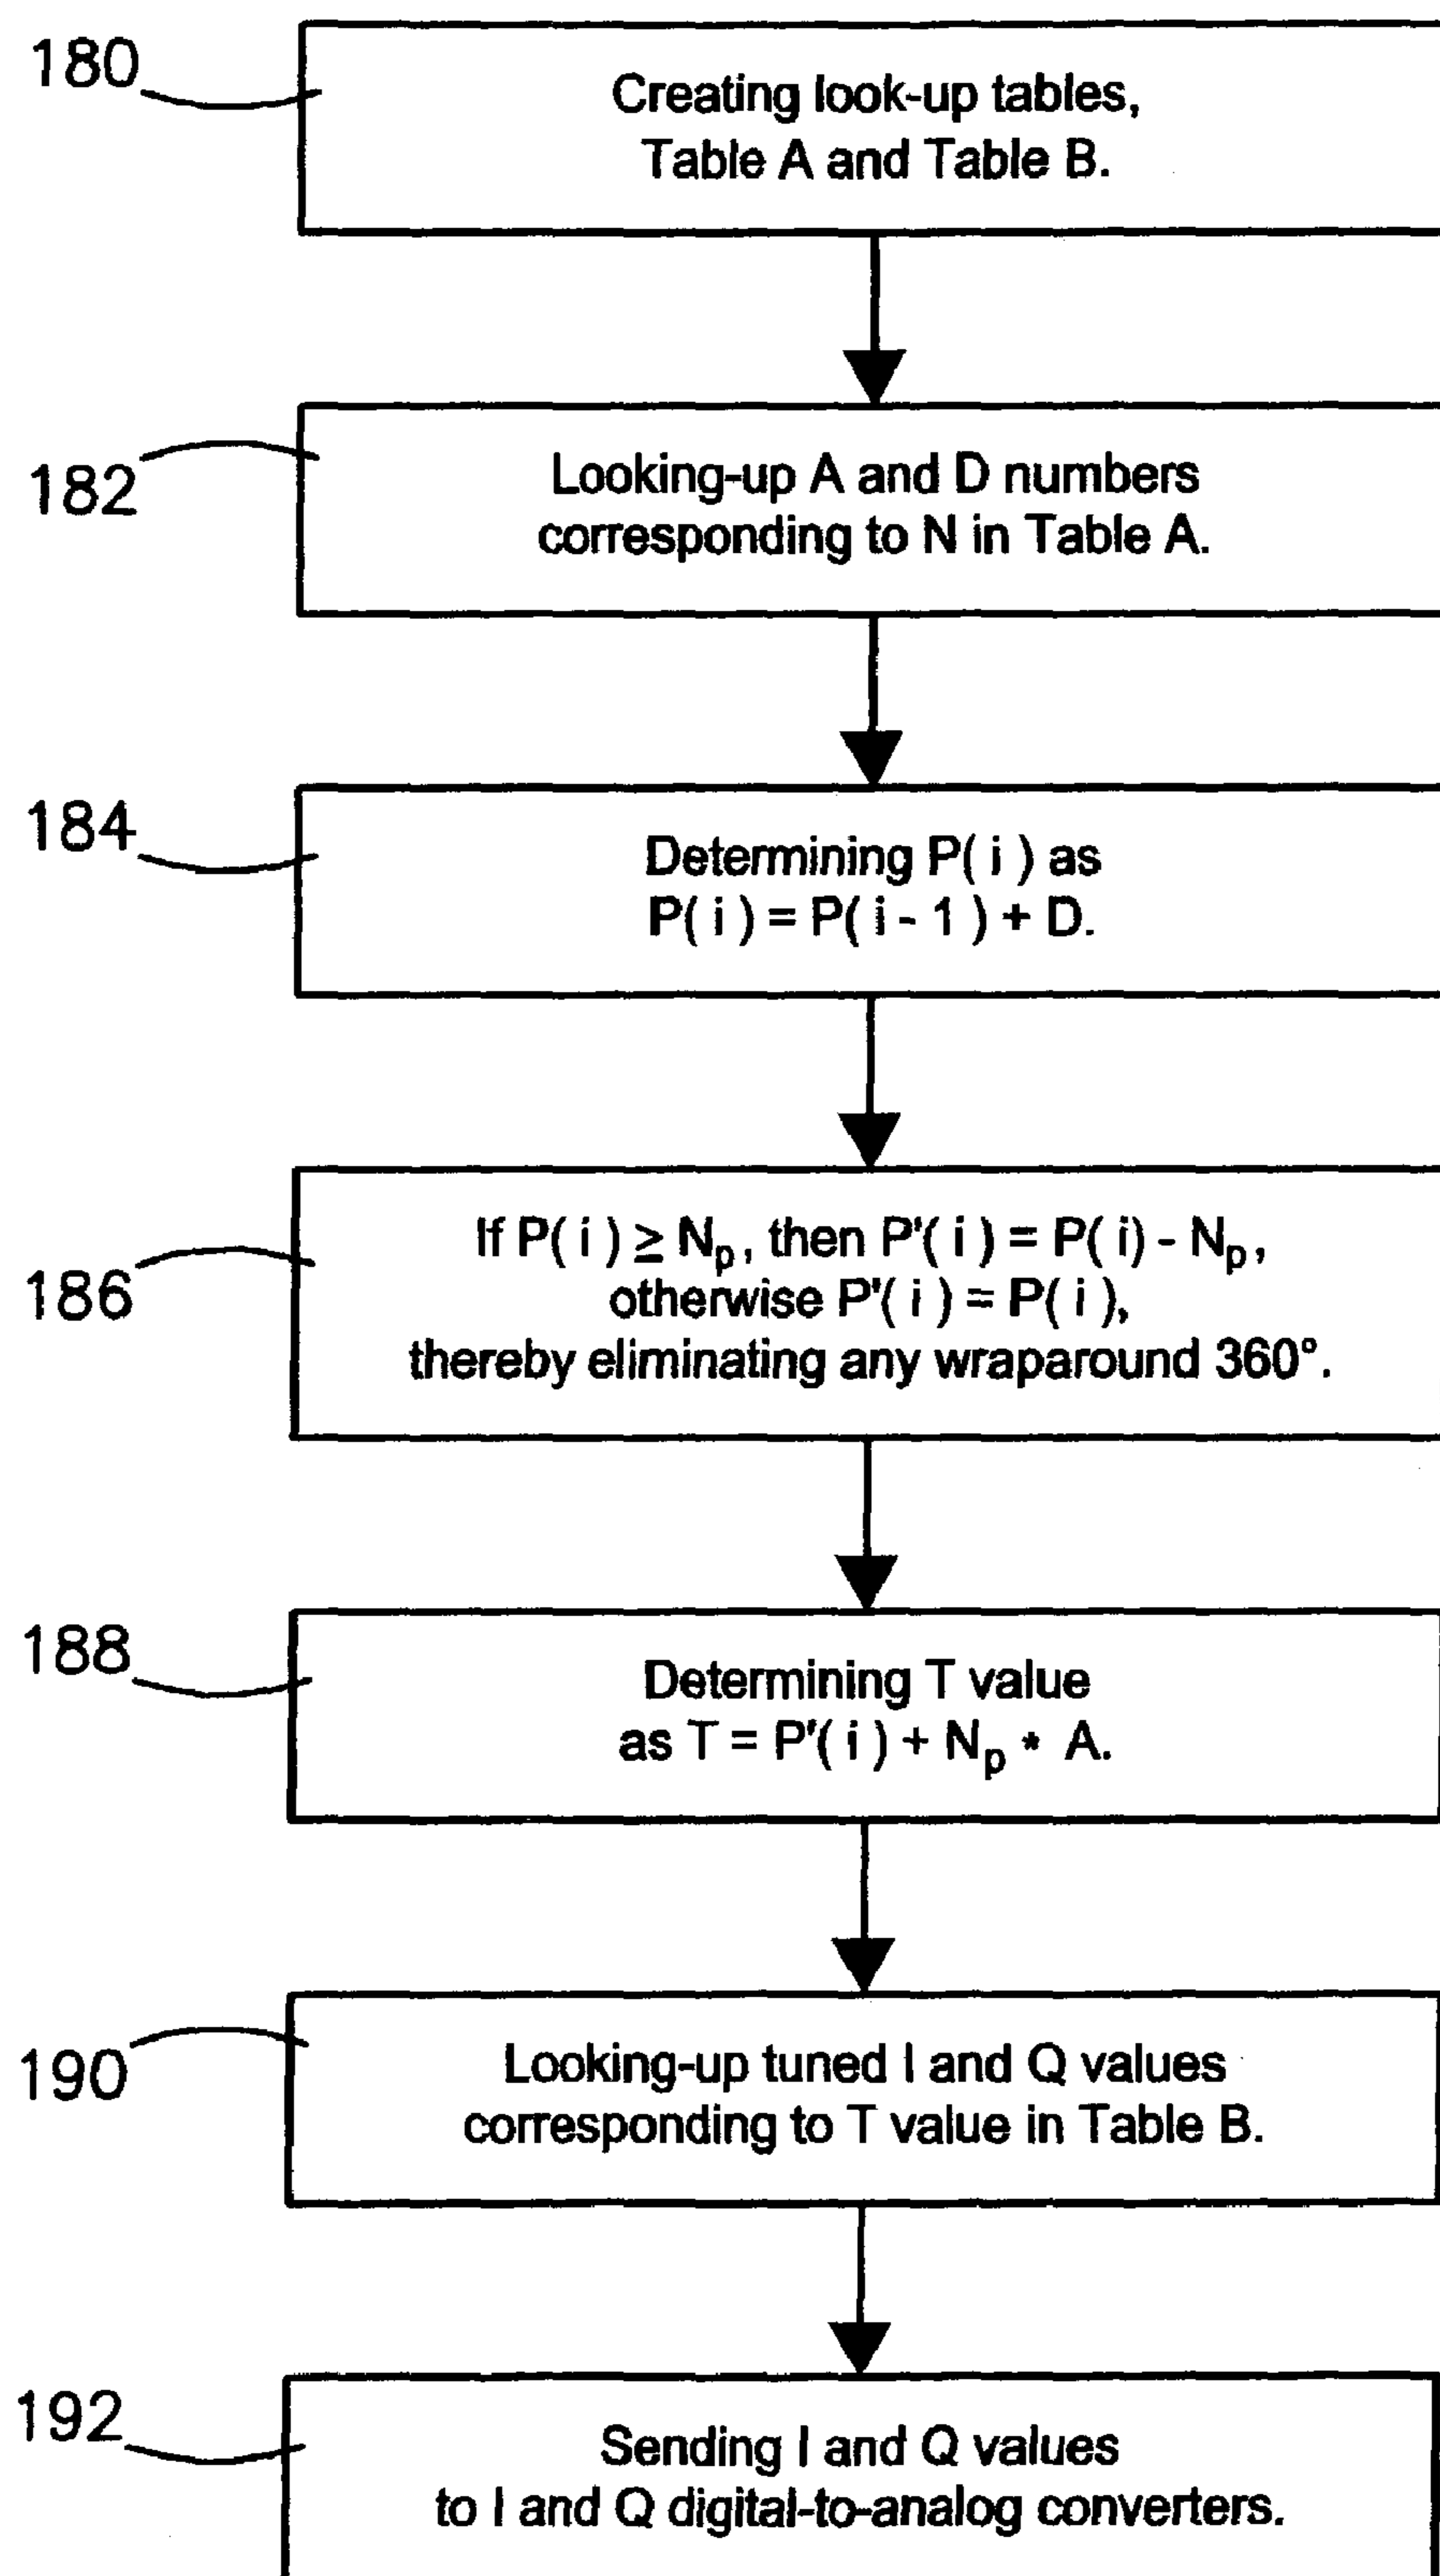 180
Creating look-up tables,
Table A and Table B.
182
Looking-up A and D numbers
corresponding to N in Table A.
184
Determining P( i ) as
P( i ) = P( i - 1 ) + D.
186
If P( i ) ≥ Np, then P'( i ) = P( i) - Np,
otherwise P'( i ) = P( i ),
thereby eliminating any wraparound 360°.
188
Determining T value
as T = P'( i ) + Np * A.
190
Looking-up tuned I and Q values
corresponding to T value in Table B.
192
Sending I and Q values
to I and Q digital-to-analog converters.